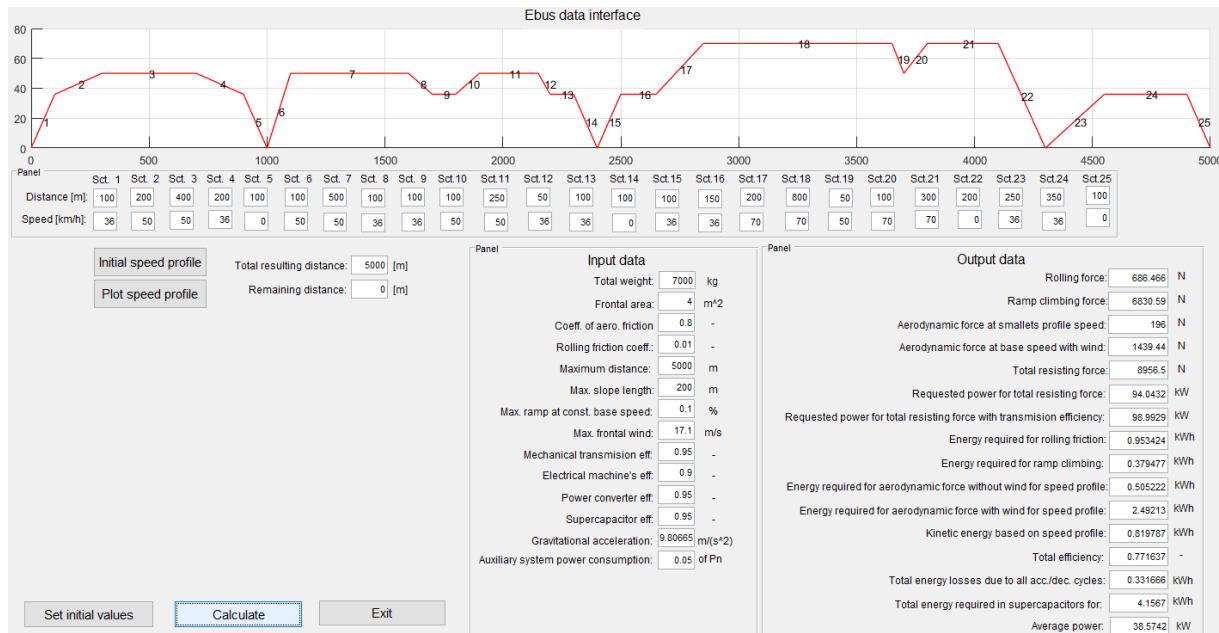 Ebus data interface
80
60
40
20
0
1 2 3 4 5 6 7 8 9 10 11 12 13 14 15 16 17 18 19 20 21 22 23 24 25
0 500 1000 1500 2000 2500 3000 3500 4000 4500 5000
Panel
Sct. 1 Sct. 2 Sct. 3 Sct. 4 Sct. 5 Sct. 6 Sct. 7 Sct. 8 Sct. 9 Sct.10 Sct.11 Sct.12 Sct.13 Sct.14 Sct.15 Sct.16 Sct.17 Sct.18 Sct.19 Sct.20 Sct.21 Sct.22 Sct.23 Sct.24 Sct.25
Distance [m]: 100 200 400 200 100 100 500 100 100 100 250 50 100 100 100 150 200 800 50 100 300 200 250 350 100
Speed [km/h]: 36 50 50 36 0 50 50 36 36 50 50 36 36 0 36 36 70 70 50 70 70 0 36 36 0
Initial speed profile
Plot speed profile
Total resulting distance: 5000 [m]
Remaining distance: 0 [m]
Panel
Input data
Total weight: 7000 kg
Frontal area: 4 m^2
Coeff. of aero. friction 0.8 -
Rolling friction coeff.: 0.01 -
Maximum distance: 5000 m
Max. slope length: 200 m
Max. ramp at const. base speed: 0.1 %
Max. frontal wind: 17.1 m/s
Mechanical transmision eff: 0.95 -
Electrical machine's eff: 0.9 -
Power converter eff: 0.95 -
Supercapacitor eff: 0.95 -
Gravitational acceleration: 9.80665 m/(s^2)
Auxiliary system power consumption: 0.05 of Pn
Panel
Output data
Rolling force: 686.466 N
Ramp climbing force: 6830.59 N
Aerodynamic force at smallets profile speed: 196 N
Aerodynamic force at base speed with wind: 1439.44 N
Total resisting force: 8956.5 N
Requested power for total resisting force: 94.0432 kW
Requested power for total resisting force with transmision efficiency: 98.9929 kW
Energy required for rolling friction: 0.953424 kWh
Energy required for ramp climbing: 0.379477 kWh
Energy required for aerodynamic force without wind for speed profile: 0.505222 kWh
Energy required for aerodynamic force with wind for speed profile: 2.49213 kWh
Kinetic energy based on speed profile: 0.819787 kWh
Total efficiency: 0.771637 -
Total energy losses due to all acc./dec. cycles: 0.331666 kWh
Total energy required in supercapacitors for: 4.1567 kWh
Average power: 38.5742 kW
Set initial values
Calculate
Exit